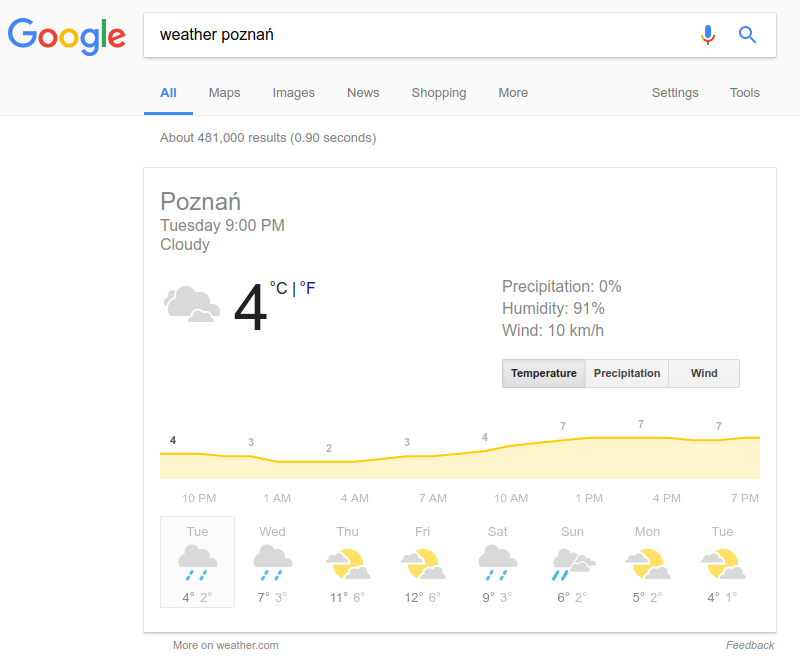 Google
weather poznań
All Maps Images News Shopping More Settings Tools
About 481,000 results (0.90 seconds)
Poznań
Tuesday 9:00 PM
Cloudy
4 °C | °F
Precipitation: 0%
Humidity: 91%
Wind: 10 km/h
Temperature Precipitation Wind
4 3 2 3 4 7 7 7
10 PM 1 AM 4 AM 7 AM 10 AM 1 PM 4 PM 7 PM
Tue Wed Thu Fri Sat Sun Mon Tue
4° 2° 7° 3° 11° 6° 12° 6° 9° 3° 6° 2° 5° 2° 4° 1°
More on weather.com Feedback